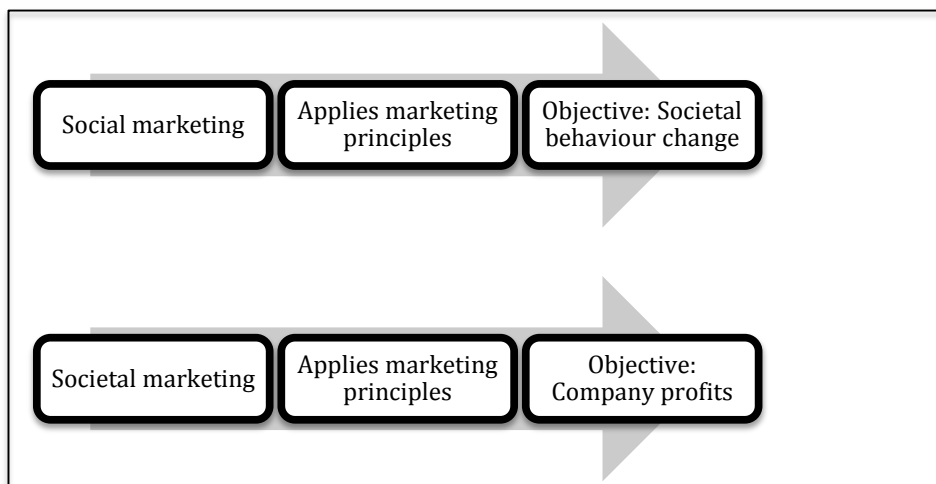 Social marketing
Applies marketing
principles
Objective: Societal
behaviour change
Societal marketing
Applies marketing
principles
Objective:
Company profits